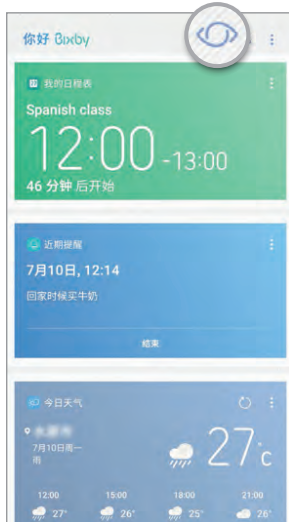 你好 Bixby
我的日程表
Spanish class
12:00 -13:00
46 分钟 后开始
近期提醒
7月10日, 12:14
回家时候买牛奶
结束
今日天气
7月10日周一
雨
27°c
12:00 15:00 18:00 21:00
27° 26° 25° 26°